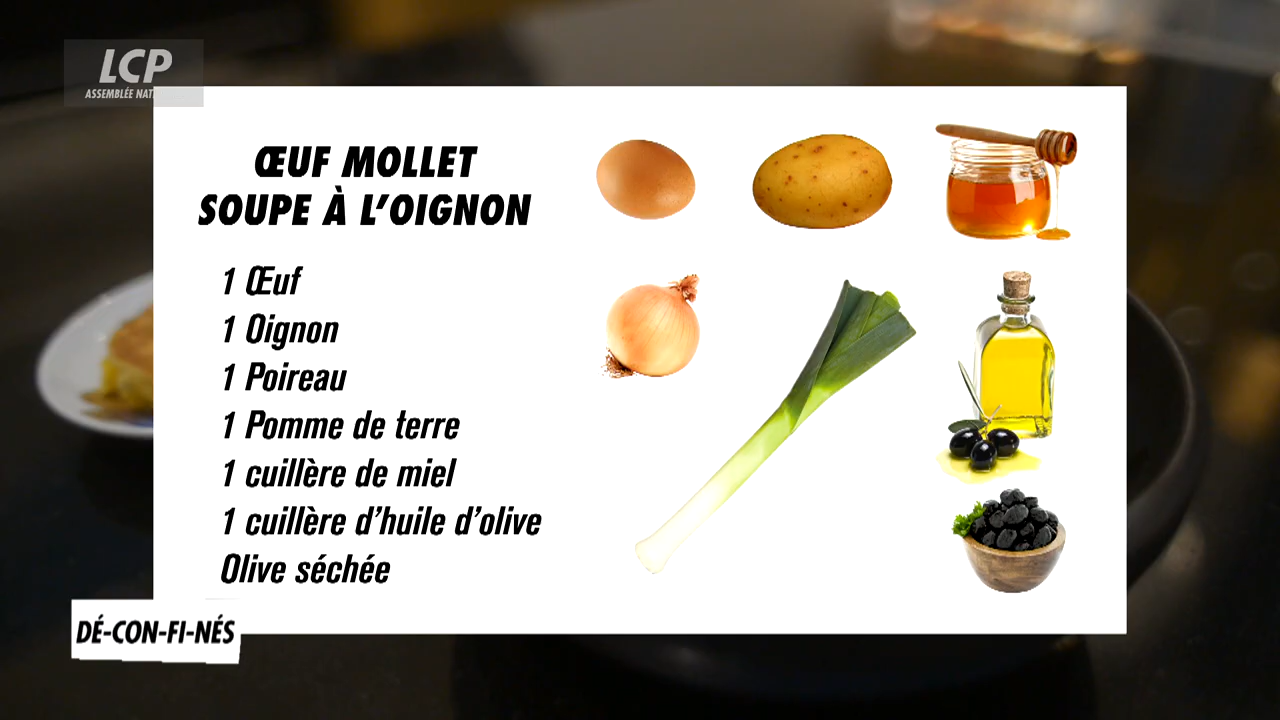 LCP
ASSEMBLÉE NAT
ŒUF MOLLET
SOUPE À L'OIGNON
1 Œuf
1 Oignon
1 Poireau
1 Pomme de terre
1 cuillère de miel
1 cuillère d'huile d'olive
Olive séchée
DÉ-CON-FI-NÉS